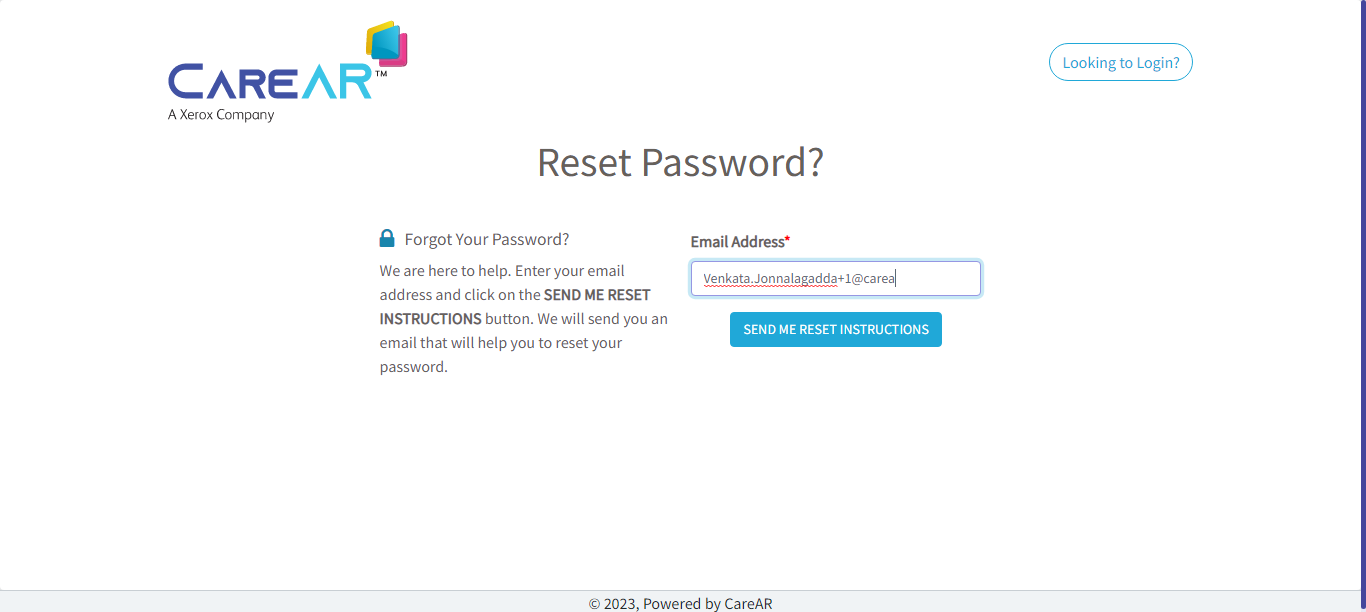 CAREAR™
A Xerox Company
Looking to Login?
Reset Password?
Forgot Your Password?
We are here to help. Enter your email
address and click on the SEND ME RESET
INSTRUCTIONS button. We will send you an
email that will help you to reset your
password.
Email Address*
Venkata.Jonnalagadda+1@carea
SEND ME RESET INSTRUCTIONS
© 2023, Powered by CareAR